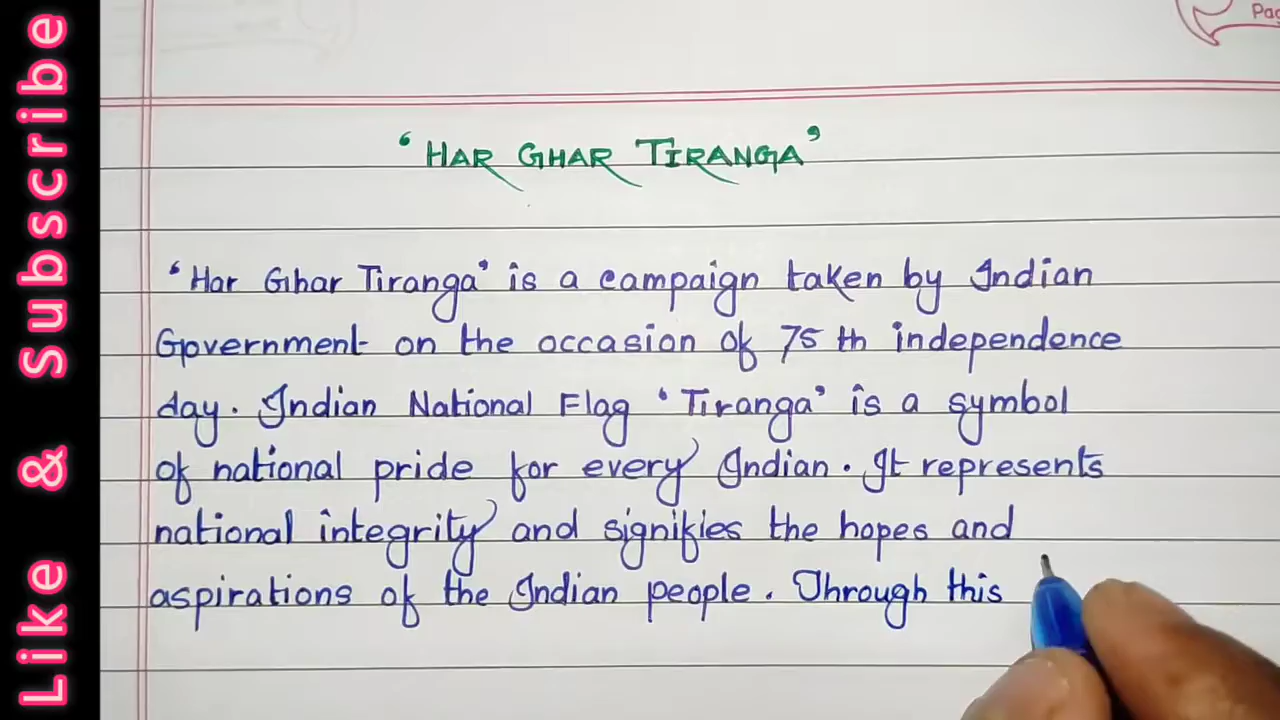 Like & Subscribe
Pag
‘HAR GHAR TIRANGA’
‘Har Ghar Tiranga’ is a campaign taken by Indian
Government on the occasion of 75 th independence
day. Indian National Flag ‘Tiranga’ is a symbol
of national pride for every Indian. It represents
national integrity and signifies the hopes and
aspirations of the Indian people. Through this